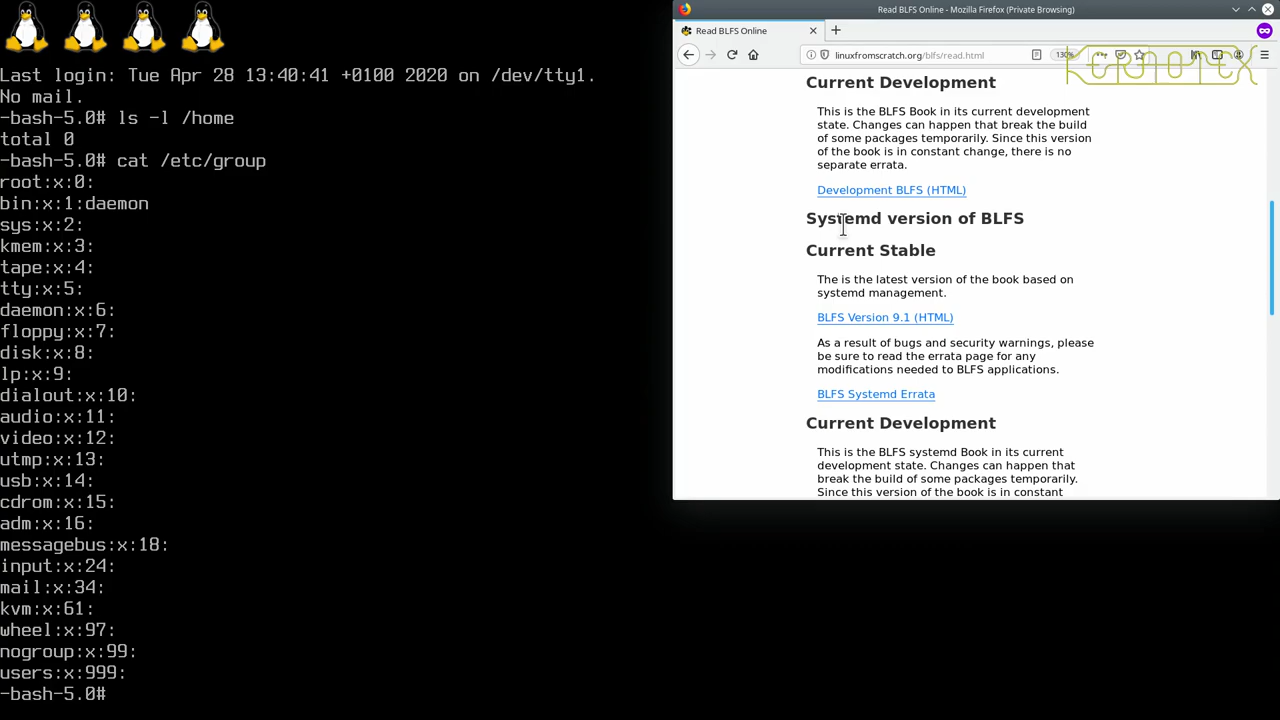 Last login: Tue Apr 28 13:40:41 +0100 2020 on /dev/tty1.
No mail.
-bash-5.0# ls -l /home
total 0
-bash-5.0# cat /etc/group
root:x:0:
bin:x:1:daemon
sys:x:2:
kmem:x:3:
tape:x:4:
tty:x:5:
daemon:x:6:
floppy:x:7:
disk:x:8:
lp:x:9:
dialout:x:10:
audio:x:11:
video:x:12:
utmp:x:13:
usb:x:14:
cdrom:x:15:
adm:x:16:
messagebus:x:18:
input:x:24:
mail:x:34:
kvm:x:61:
wheel:x:97:
nogroup:x:99:
users:x:999:
-bash-5.0#
Read BLFS Online - Mozilla Firefox (Private Browsing)
Read BLFS Online
linuxfromscratch.org/blfs/read.html
130%
KERNOTEX
Current Development
This is the BLFS Book in its current development
state. Changes can happen that break the build
of some packages temporarily. Since this version
of the book is in constant change, there is no
separate errata.
Development BLFS (HTML)
Systemd version of BLFS
Current Stable
The is the latest version of the book based on
systemd management.
BLFS Version 9.1 (HTML)
As a result of bugs and security warnings, please
be sure to read the errata page for any
modifications needed to BLFS applications.
BLFS Systemd Errata
Current Development
This is the BLFS systemd Book in its current
development state. Changes can happen that
break the build of some packages temporarily.
Since this version of the book is in constant